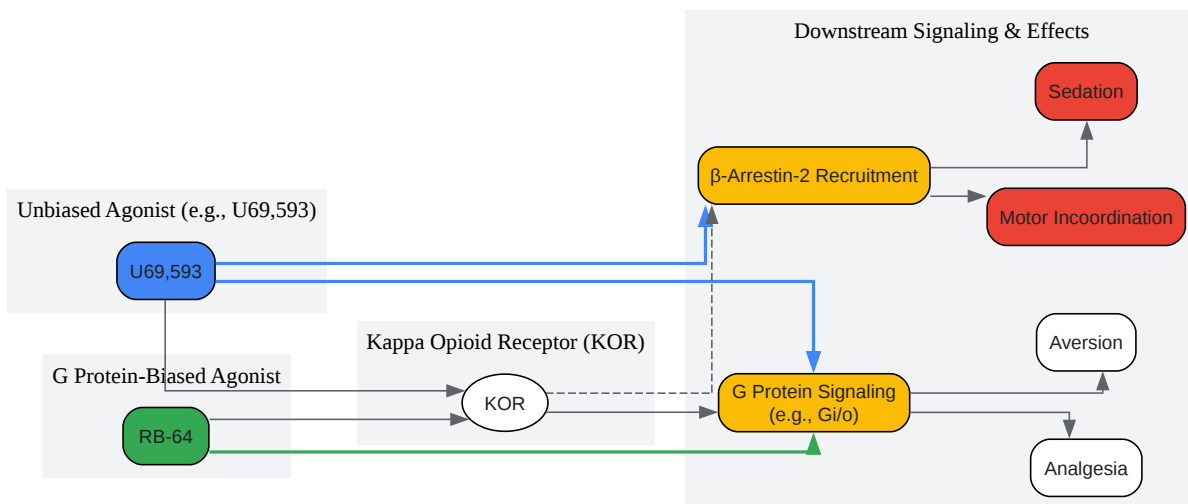 Downstream Signaling & Effects
Sedation
β-Arrestin-2 Recruitment
Motor Incoordination
Unbiased Agonist (e.g., U69,593)
U69,593
Kappa Opioid Receptor (KOR)
KOR
G Protein-Biased Agonist
RB-64
G Protein Signaling
(e.g., Gi/o)
Aversion
Analgesia